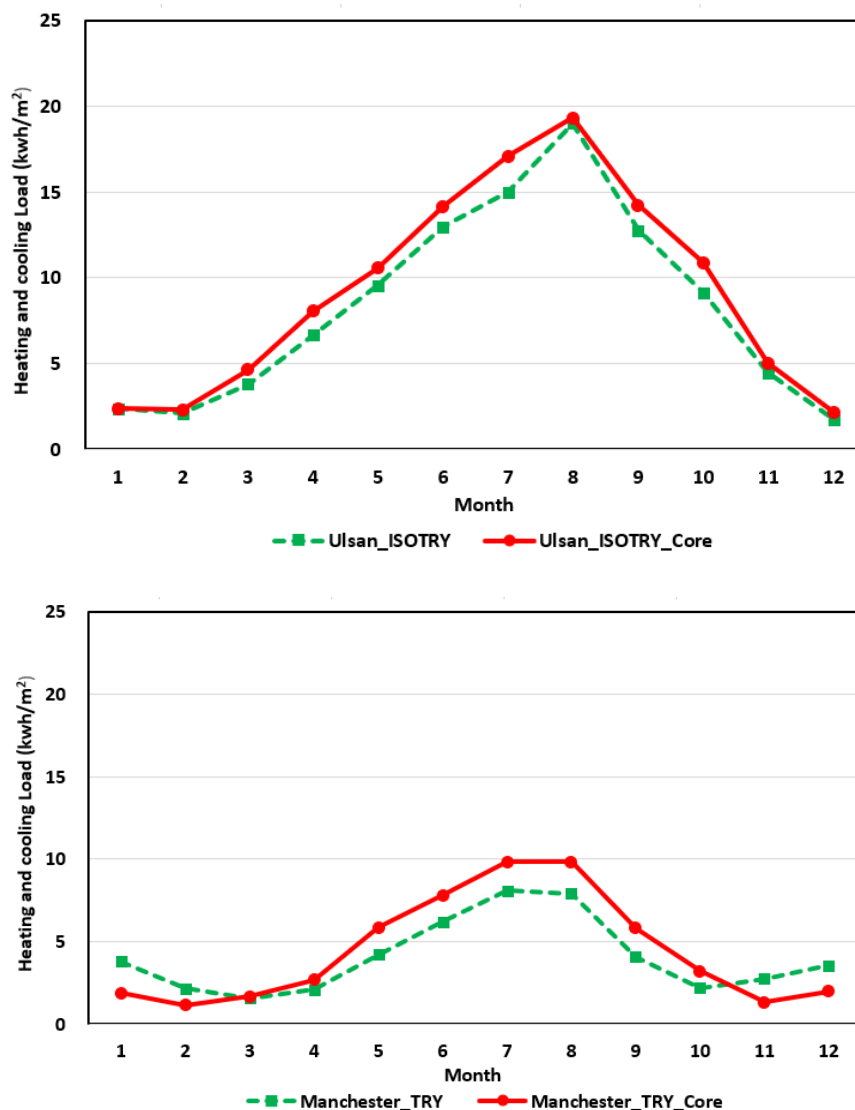 25
20
15
10
5
0
Heating and cooling Load (kwh/m²)
1 2 3 4 5 6 7 8 9 10 11 12
Month
Ulsan_ISOTRY Ulsan_ISOTRY_Core
25
20
15
10
5
0
Heating and cooling Load (kwh/m²)
1 2 3 4 5 6 7 8 9 10 11 12
Month
Manchester_TRY Manchester_TRY_Core